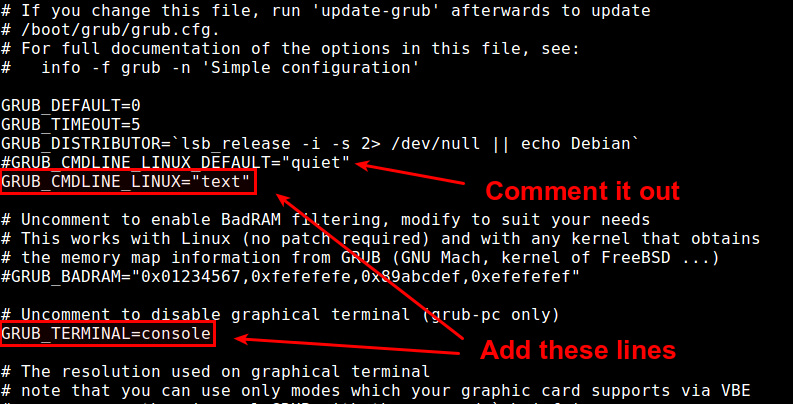 # If you change this file, run 'update-grub' afterwards to update
# /boot/grub/grub.cfg.
# For full documentation of the options in this file, see:
#   info -f grub -n 'Simple configuration'
GRUB_DEFAULT=0
GRUB_TIMEOUT=5
GRUB_DISTRIBUTOR=`lsb_release -i -s 2> /dev/null || echo Debian`
#GRUB_CMDLINE_LINUX_DEFAULT="quiet"
GRUB_CMDLINE_LINUX="text"
Comment it out
# Uncomment to enable BadRAM filtering, modify to suit your needs
# This works with Linux (no patch required) and with any kernel that obtains
# the memory map information from GRUB (GNU Mach, kernel of FreeBSD ...)
#GRUB_BADRAM="0x01234567,0xfefefefe,0x89abcdef,0xefefefef"
# Uncomment to disable graphical terminal (grub-pc only)
GRUB_TERMINAL=console
Add these lines
# The resolution used on graphical terminal
# note that you can use only modes which your graphic card supports via VBE